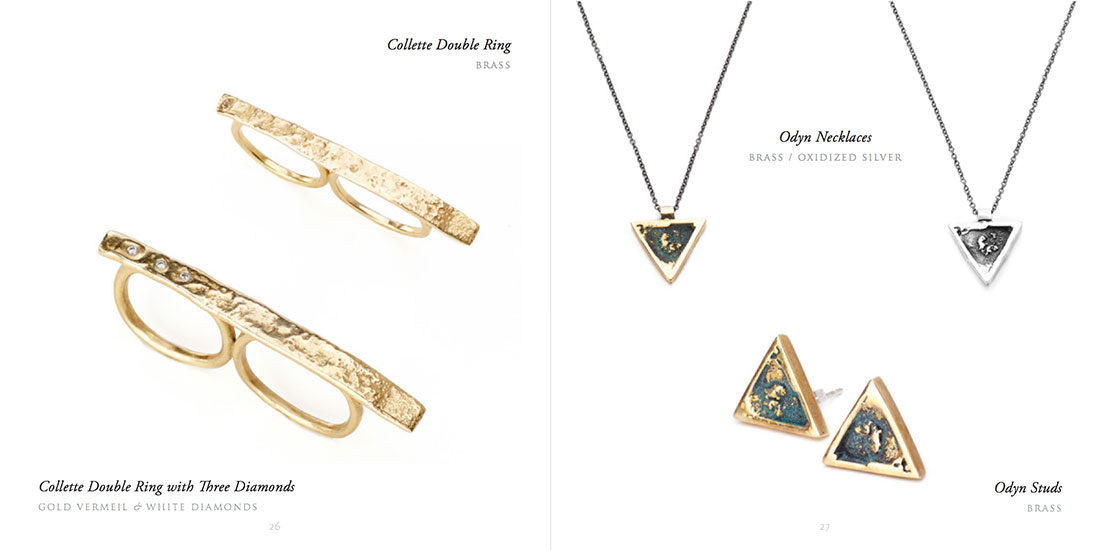 Collette Double Ring
BRASS
Collette Double Ring with Three Diamonds
GOLD VERMEIL & WHITE DIAMONDS
26
Odyn Necklaces
BRASS / OXIDIZED SILVER
Odyn Studs
BRASS
27